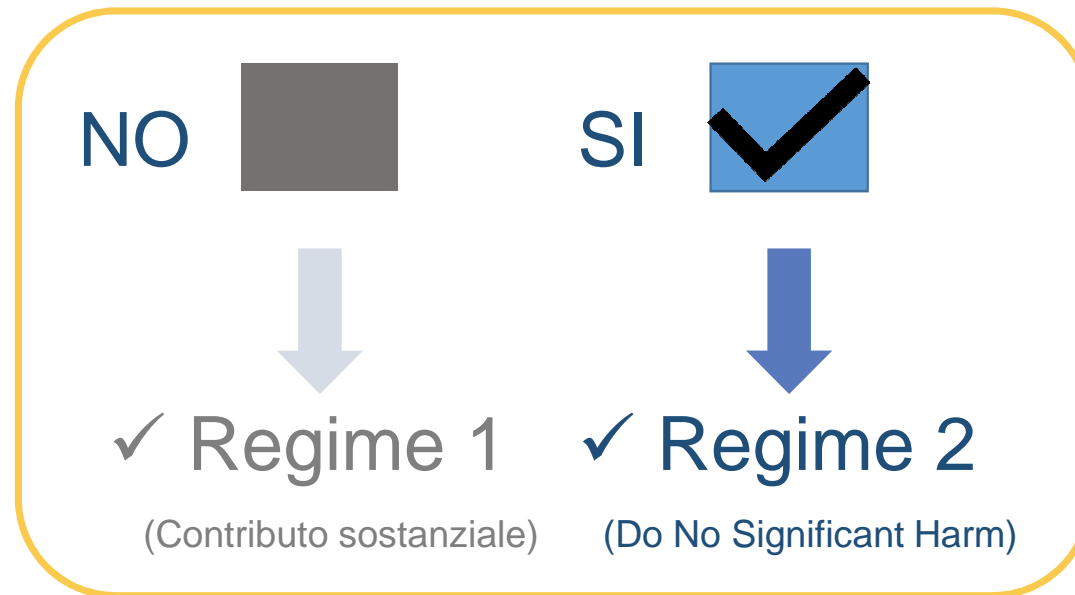 NO SI
✓ Regime 1 ✓ Regime 2
(Contributo sostanziale) (Do No Significant Harm)